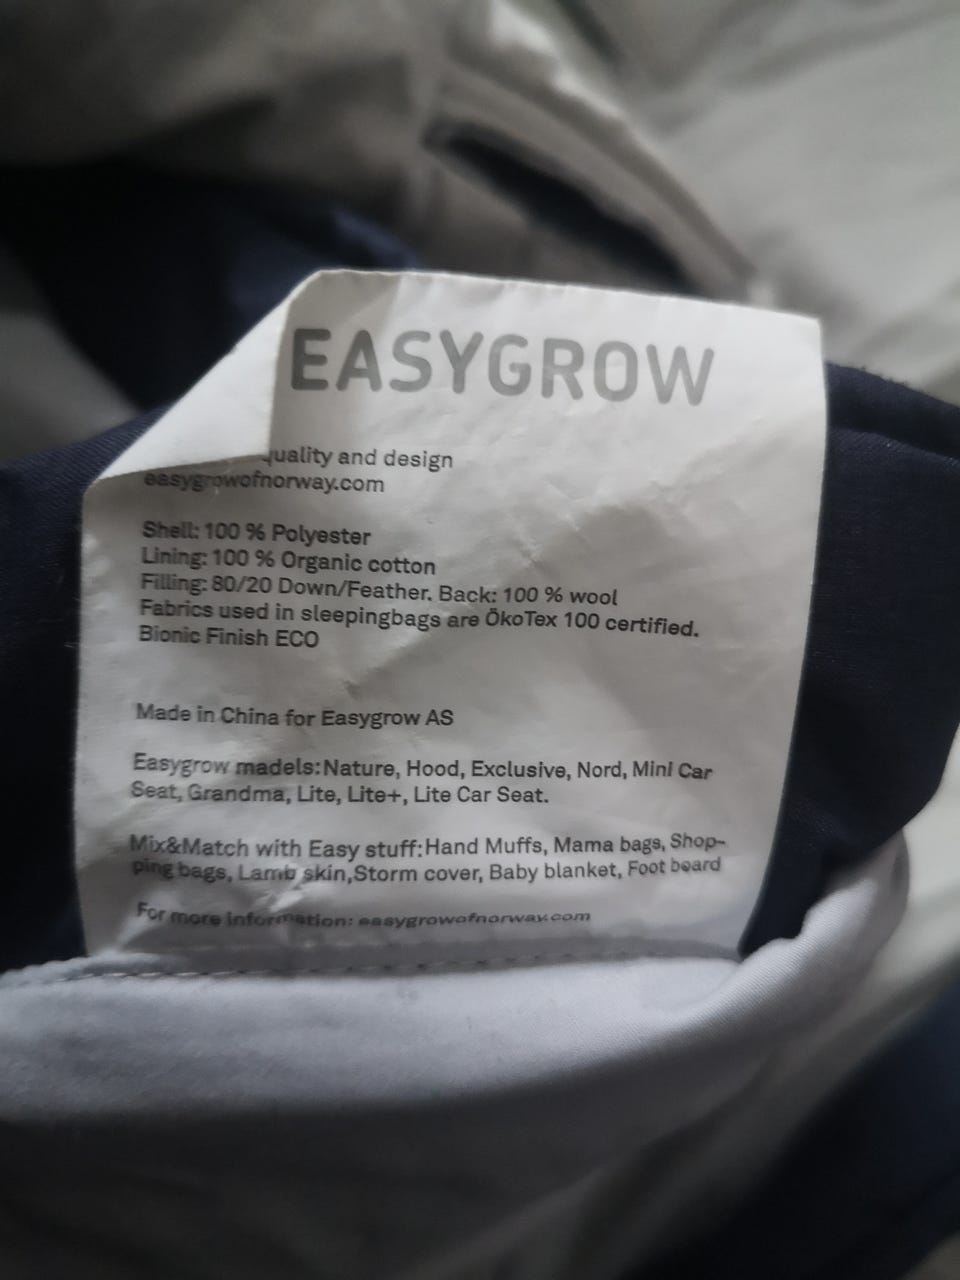 EASYGROW
quality and design
easygrowofnorway.com
Shell: 100 % Polyester
Lining: 100 % Organic cotton
Filling: 80/20 Down/Feather. Back: 100 % wool
Fabrics used in sleepingbags are ÖkoTex 100 certified.
Bionic Finish ECO
Made in China for Easygrow AS
Easygrow madels: Nature, Hood, Exclusive, Nord, Mini Car
Seat, Grandma, Lite, Lite+, Lite Car Seat.
Mix&Match with Easy stuff: Hand Muffs, Mama bags, Shop-
ping bags, Lamb skin, Storm cover, Baby blanket, Foot board
For more information: easygrowofnorway.com